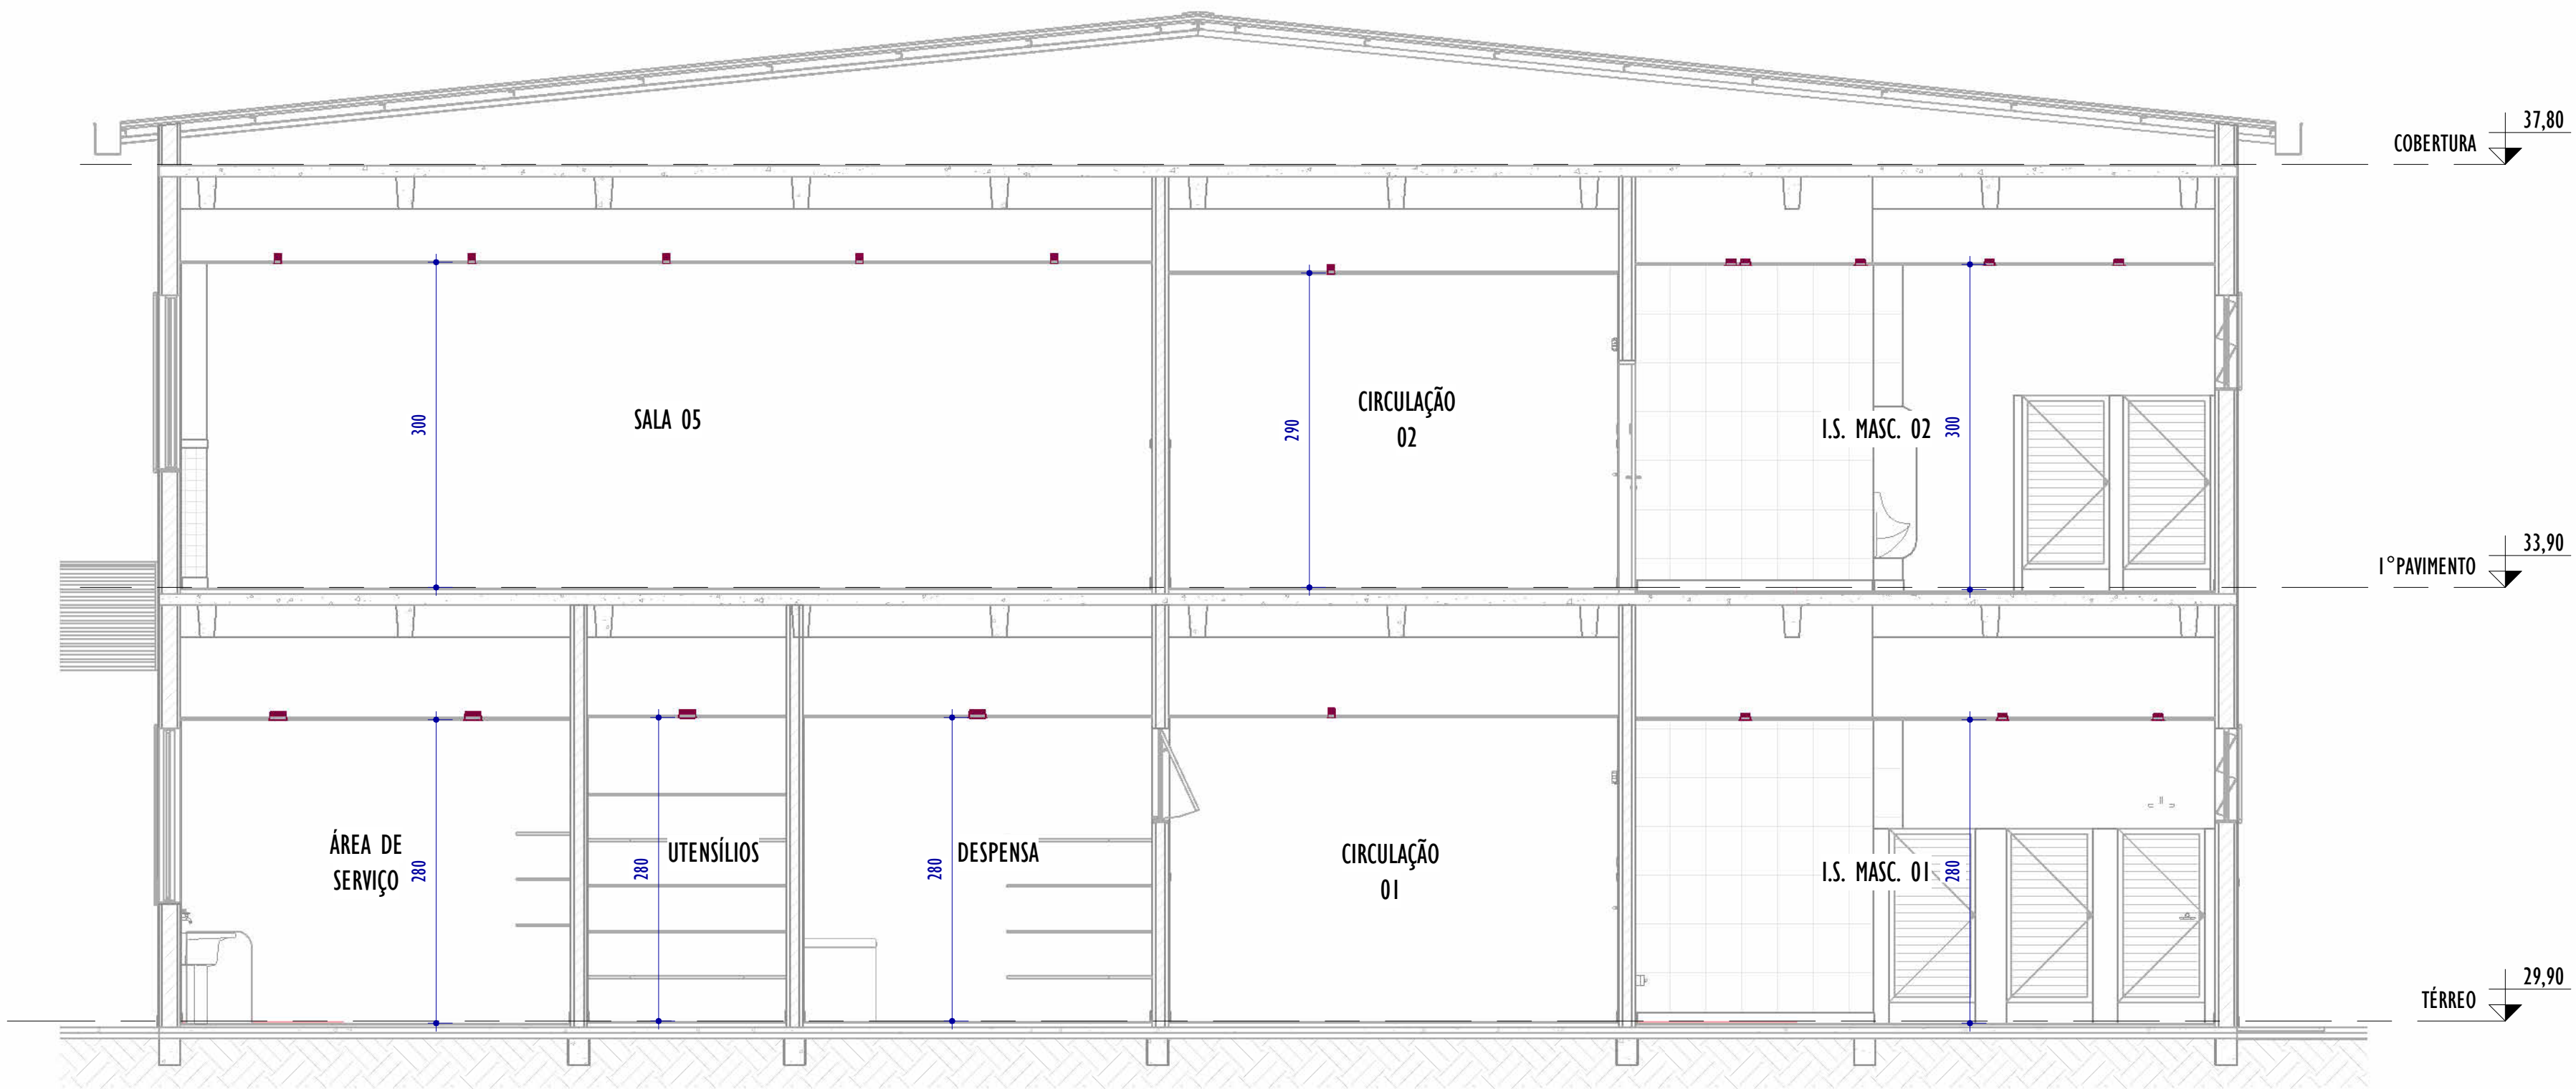 37,80
COBERTURA
SALA 05
300
CIRCULAÇÃO
02
290
I.S. MASC. 02
300
33,90
1°PAVIMENTO
ÁREA DE
SERVIÇO
280
UTENSÍLIOS
280
DESPENSA
280
CIRCULAÇÃO
01
I.S. MASC. 01
280
29,90
TÉRREO